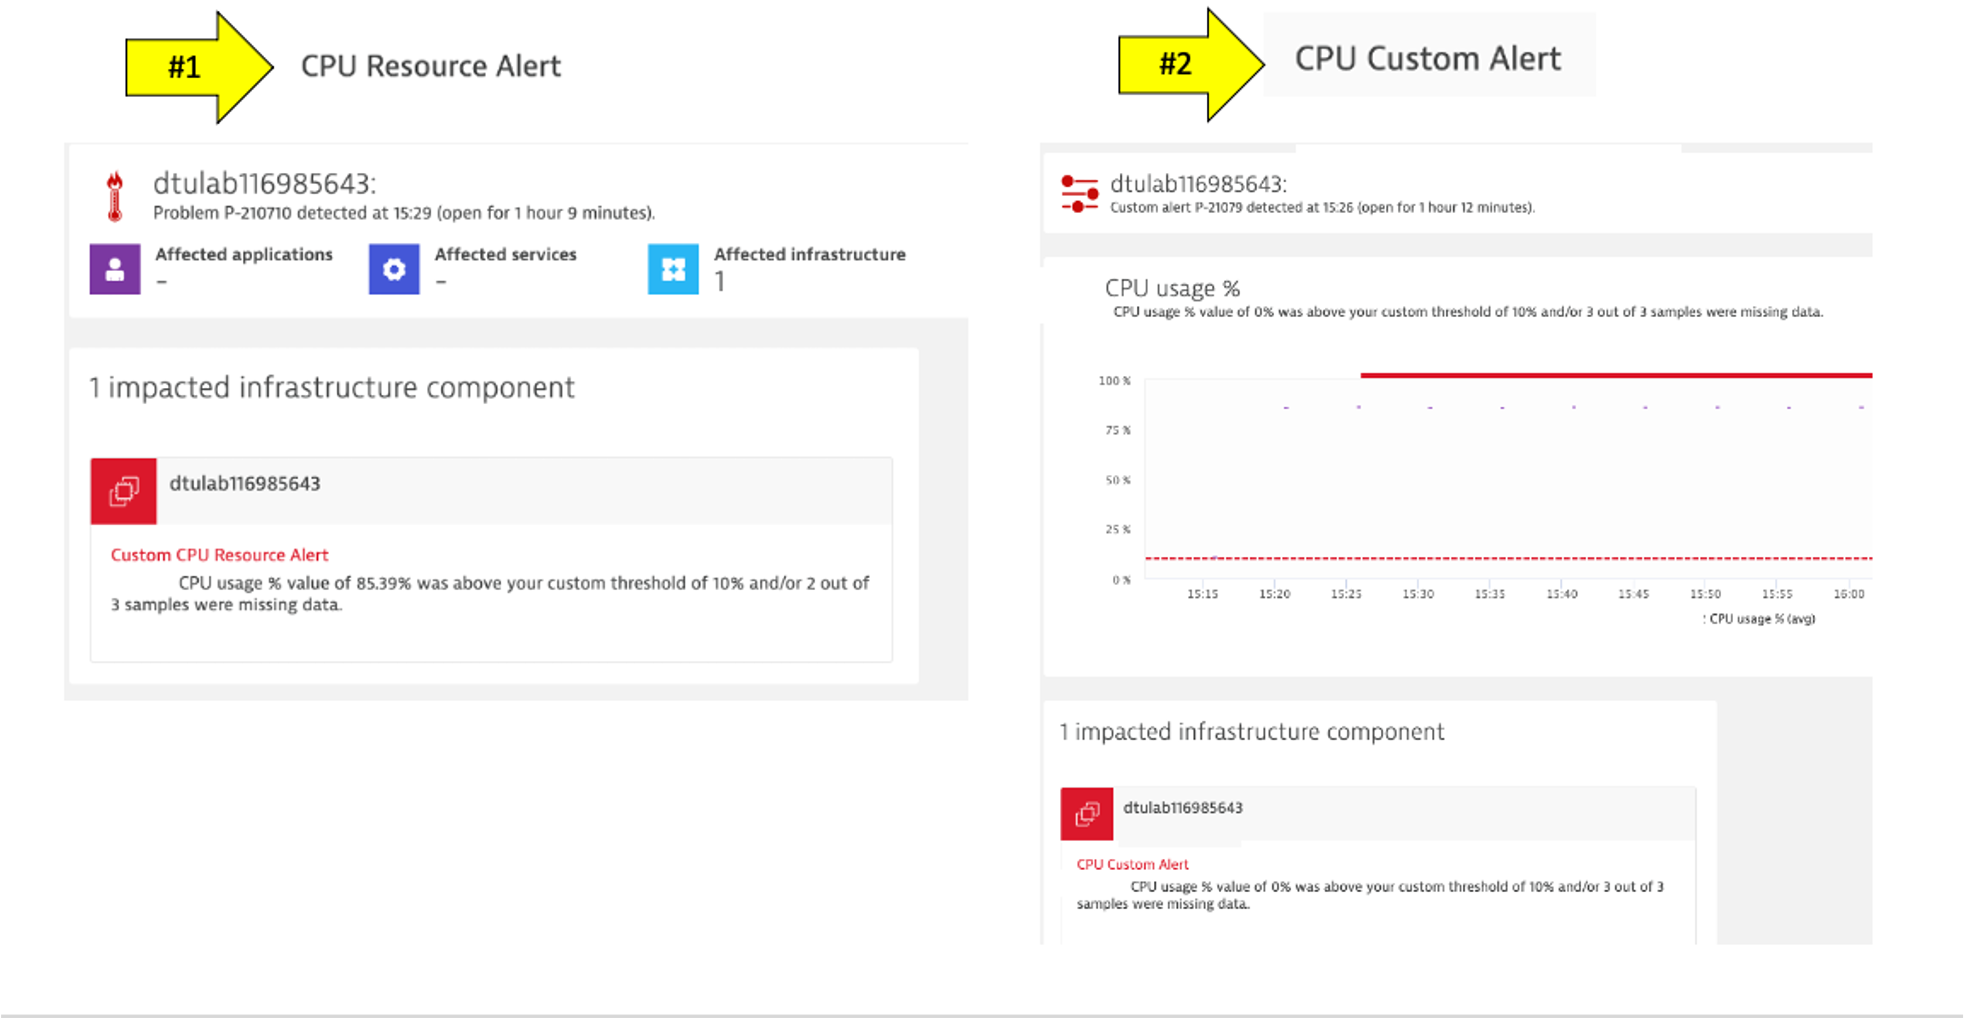 #1
CPU Resource Alert
dtulab116985643:
Problem P-210710 detected at 15:29 (open for 1 hour 9 minutes).
Affected applications
-
Affected services
-
Affected infrastructure
1
1 impacted infrastructure component
dtulab116985643
Custom CPU Resource Alert
CPU usage % value of 85.39% was above your custom threshold of 10% and/or 2 out of
3 samples were missing data.
#2
CPU Custom Alert
dtulab116985643:
Custom alert P-21079 detected at 15:26 (open for 1 hour 12 minutes).
CPU usage %
CPU usage % value of 0% was above your custom threshold of 10% and/or 3 out of 3 samples were missing data.
100 %
75 %
50 %
25 %
0 %
15:15 15:20 15:25 15:30 15:35 15:40 15:45 15:50 15:55 16:00
: CPU usage % (avg)
1 impacted infrastructure component
dtulab116985643
CPU Custom Alert
CPU usage % value of 0% was above your custom threshold of 10% and/or 3 out of 3
samples were missing data.